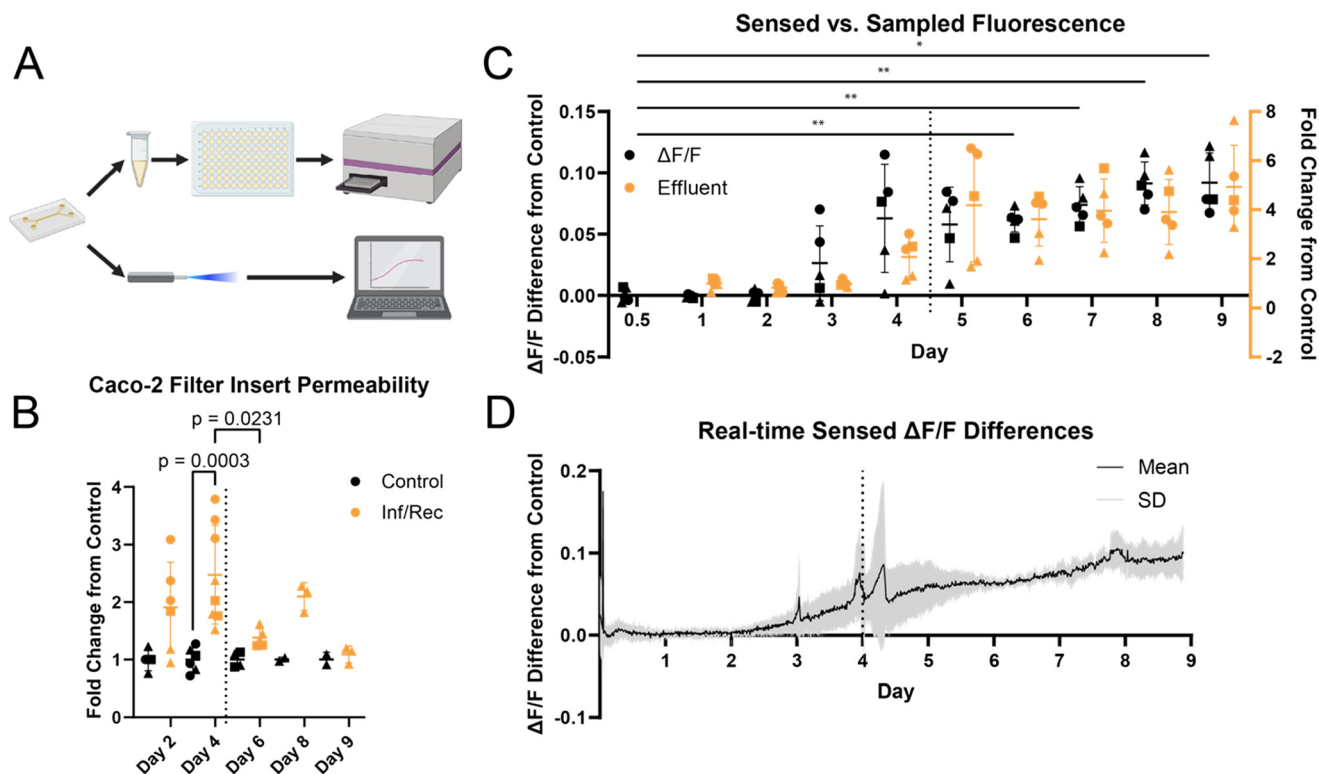 A
B
Caco-2 Filter Insert Permeability
p = 0.0231
p = 0.0003
Control
Inf/Rec
Fold Change from Control
4
3
2
1
0
Day 2
Day 4
Day 6
Day 8
Day 9
C
Sensed vs. Sampled Fluorescence
*
**
**
**
ΔF/F
Effluent
ΔF/F Difference from Control
0.15
0.10
0.05
0.00
-0.05
0.5 1 2 3 4 5 6 7 8 9
Day
8
6
4
2
0
-2
Fold Change from Control
D
Real-time Sensed ΔF/F Differences
Mean
SD
ΔF/F Difference from Control
0.2
0.1
0.0
-0.1
1 2 3 4 5 6 7 8 9
Day